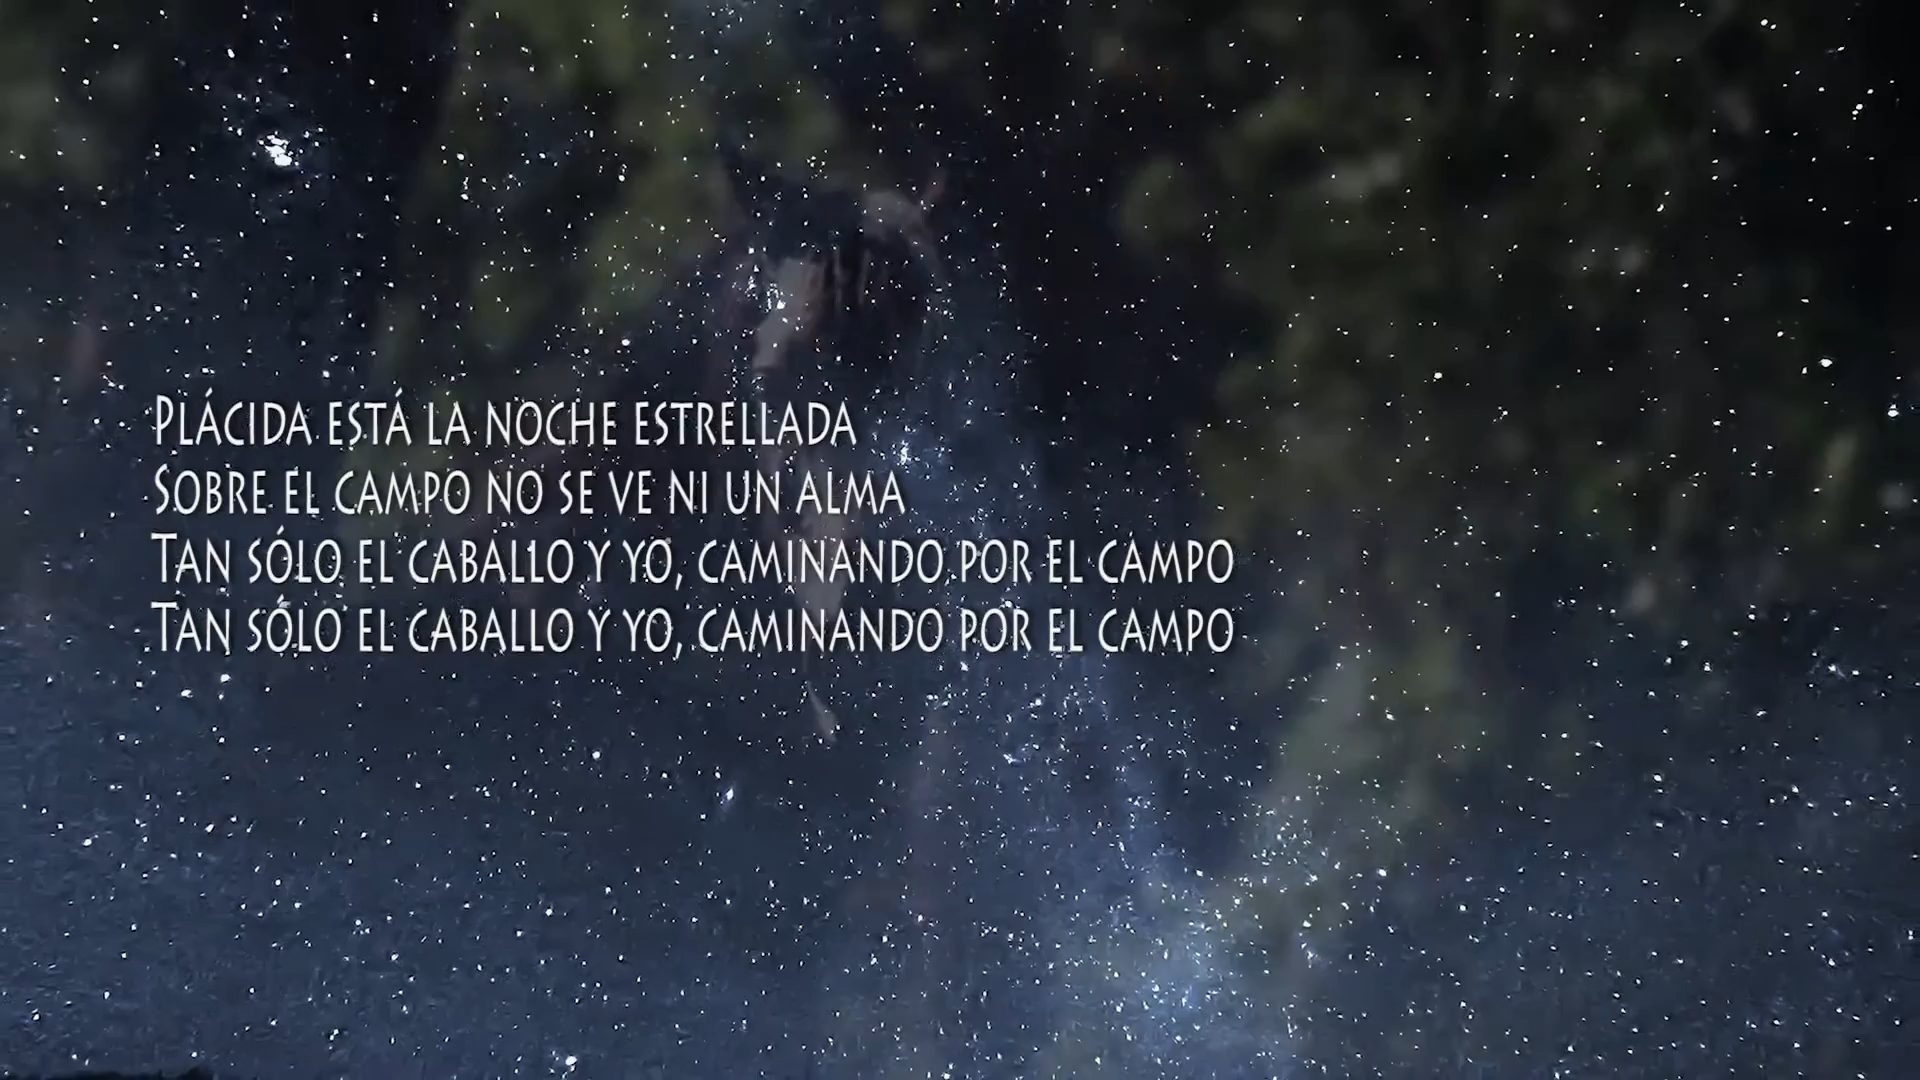 Plácida está la noche estrellada
Sobre el campo no se ve ni un alma
Tan sólo el caballo y yo, caminando por el campo
Tan sólo el caballo y yo, caminando por el campo